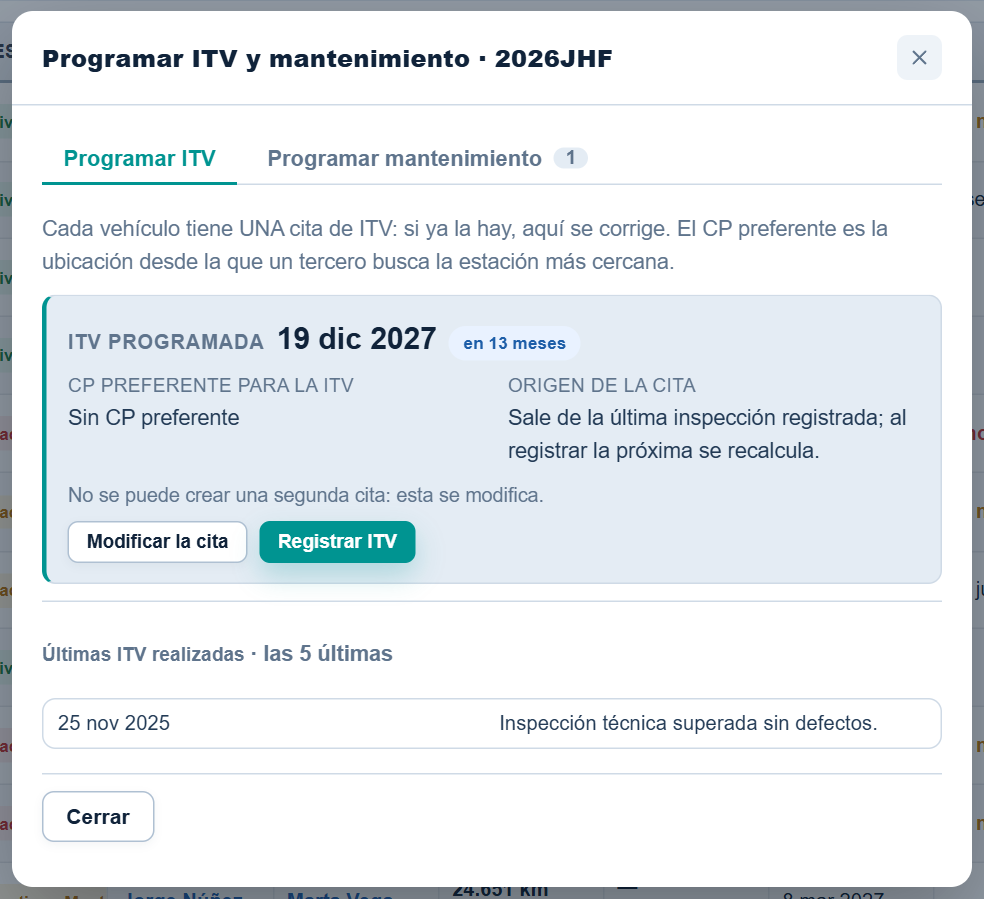 Programar ITV y mantenimiento · 2026JHF
Programar ITV
Programar mantenimiento 1
Cada vehículo tiene UNA cita de ITV: si ya la hay, aquí se corrige. El CP preferente es la
ubicación desde la que un tercero busca la estación más cercana.
ITV PROGRAMADA 19 dic 2027 en 13 meses
CP PREFERENTE PARA LA ITV
Sin CP preferente
ORIGEN DE LA CITA
Sale de la última inspección registrada; al
registrar la próxima se recalcula.
No se puede crear una segunda cita: esta se modifica.
Modificar la cita
Registrar ITV
Últimas ITV realizadas · las 5 últimas
25 nov 2025 Inspección técnica superada sin defectos.
Cerrar
24.651 km